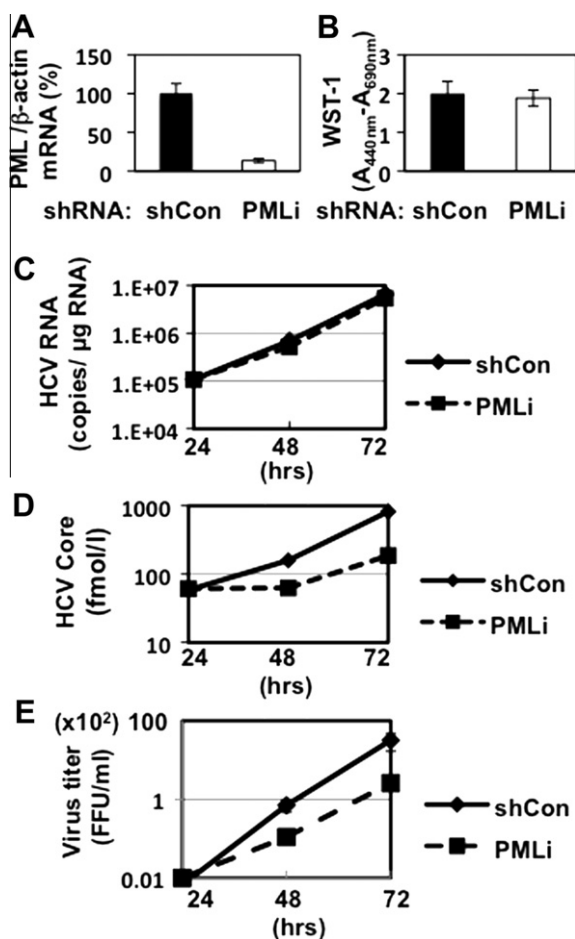 A
PML /β-actin
mRNA (%)
150
100
50
0
shRNA: shCon PMLi
B
WST-1
(A440nm-A690nm)
3
2
1
0
shRNA: shCon PMLi
C
HCV RNA
(copies/ µg RNA)
1.E+07
1.E+06
1.E+05
1.E+04
24 48 72
(hrs)
shCon
PMLi
D
HCV Core
(fmol/l)
1000
100
10
24 48 72
(hrs)
shCon
PMLi
E
(x10²)
Virus titer
(FFU/ml)
100
1
0.01
24 48 72
(hrs)
shCon
PMLi